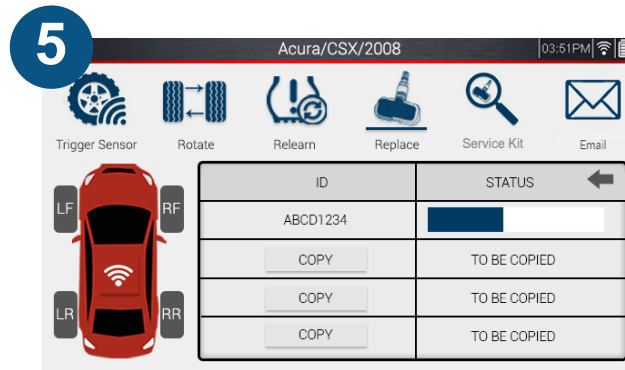 5
Acura/CSX/2008 03:51PM
Trigger Sensor Rotate Relearn Replace Service Kit Email
LF RF
LR RR
ID STATUS
ABCD1234
COPY TO BE COPIED
COPY TO BE COPIED
COPY TO BE COPIED